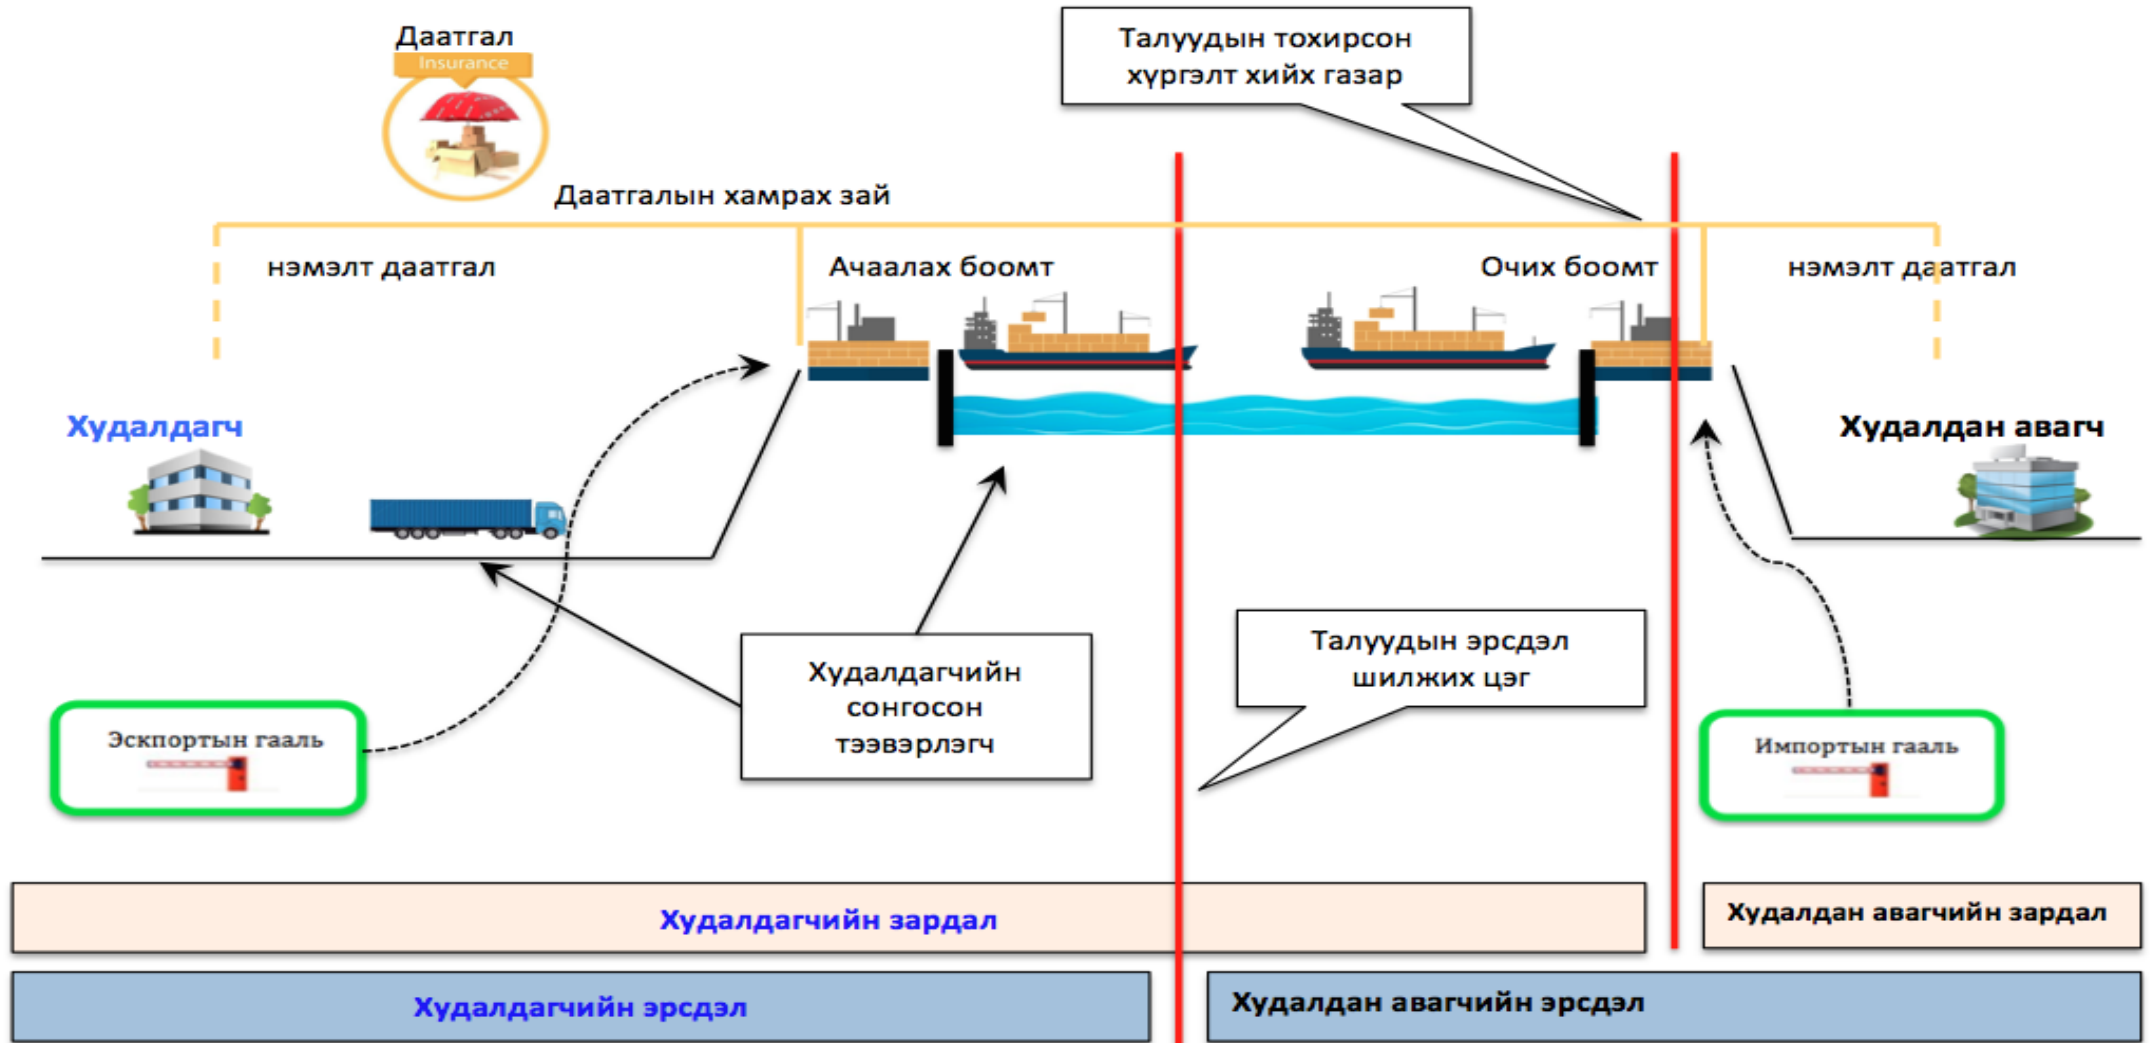 Даатгал
Insurance
Талуудын тохирсон
хүргэлт хийх газар
Даатгалын хамрах зай
нэмэлт даатгал
Ачаалах боомт
Очих боомт
нэмэлт даатгал
Худалдагч
Худалдан авагч
Худалдагчийн
сонгосон
тээвэрлэгч
Талуудын эрсдэл
шилжих цэг
Эскпортын гааль
Импортын гааль
Худалдагчийн зардал
Худалдан авагчийн зардал
Худалдагчийн эрсдэл
Худалдан авагчийн эрсдэл